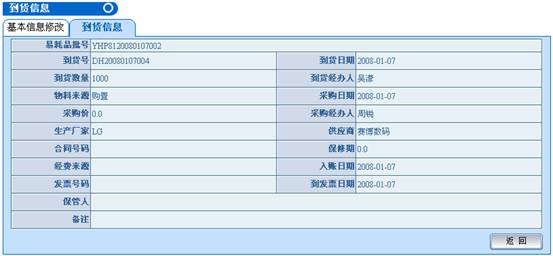 到货信息
基本信息修改 到货信息
易耗品批号 YHP8120080107002
到货号 DH20080107004 到货日期 2008-01-07
到货数量 1000 到货经办人 吴谬
物料来源 购置 采购日期 2008-01-07
采购价 0.0 采购经办人 周锐
生产厂家 LG 供应商 赛博数码
合同号码 保修期 0.0
经费来源 入账日期 2008-01-07
发票号码 到发票日期 2008-01-07
保管人
备注
返 回